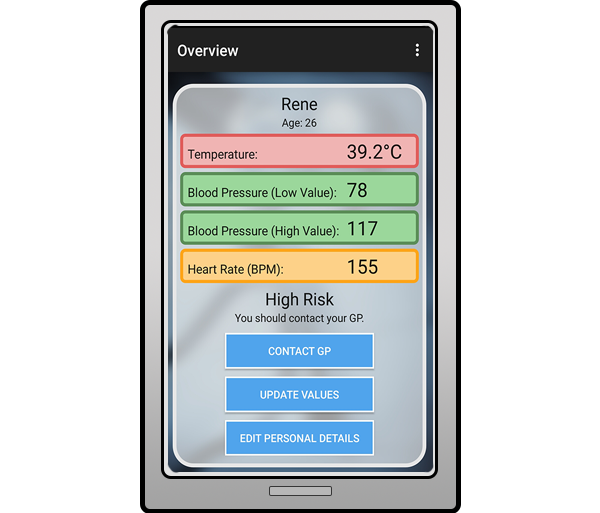 Overview
Rene
Age: 26
Temperature: 39.2°C
Blood Pressure (Low Value): 78
Blood Pressure (High Value): 117
Heart Rate (BPM): 155
High Risk
You should contact your GP.
CONTACT GP
UPDATE VALUES
EDIT PERSONAL DETAILS